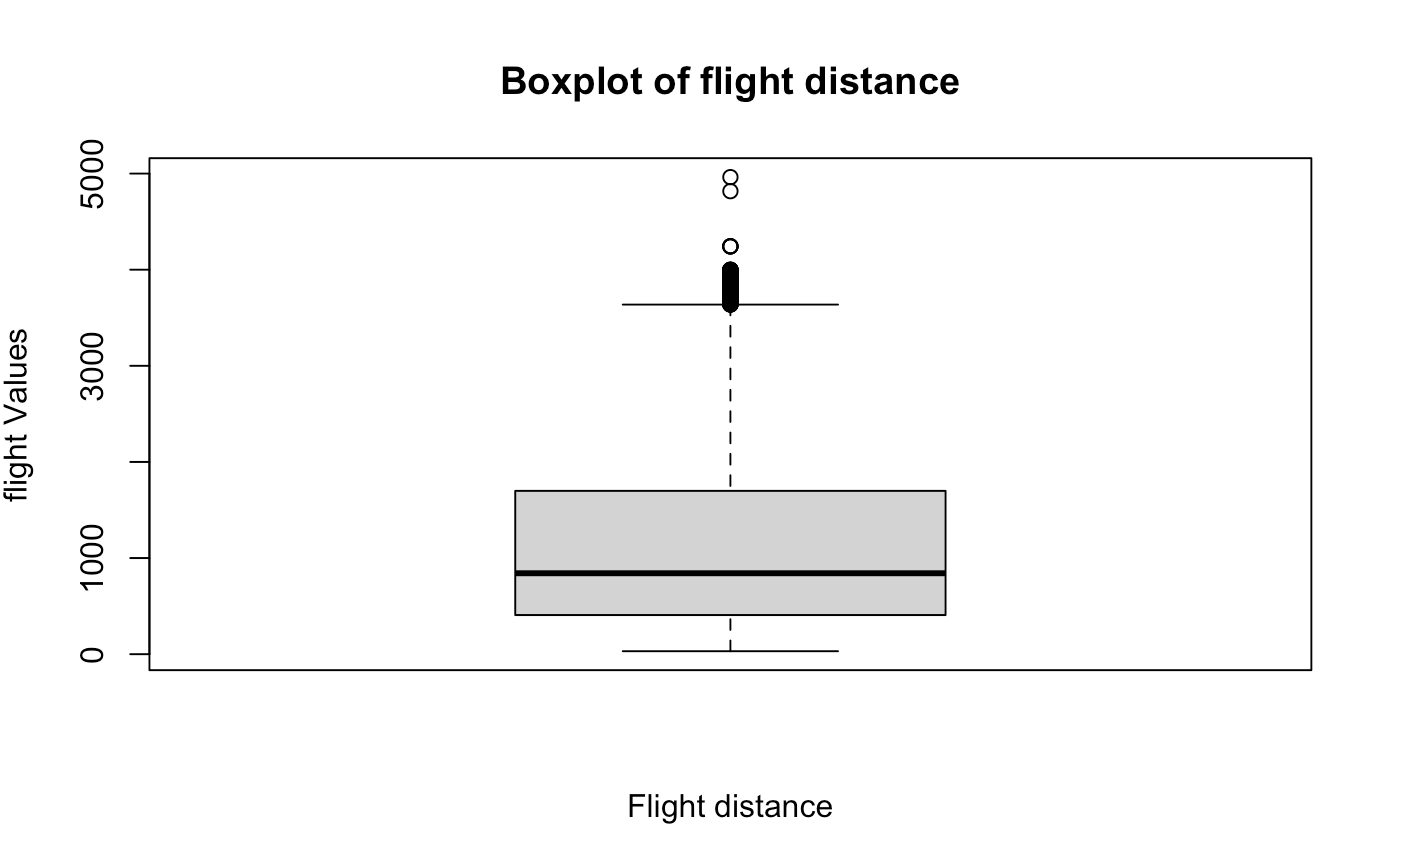 Boxplot of flight distance
flight Values
5000
3000
1000
0
Flight distance